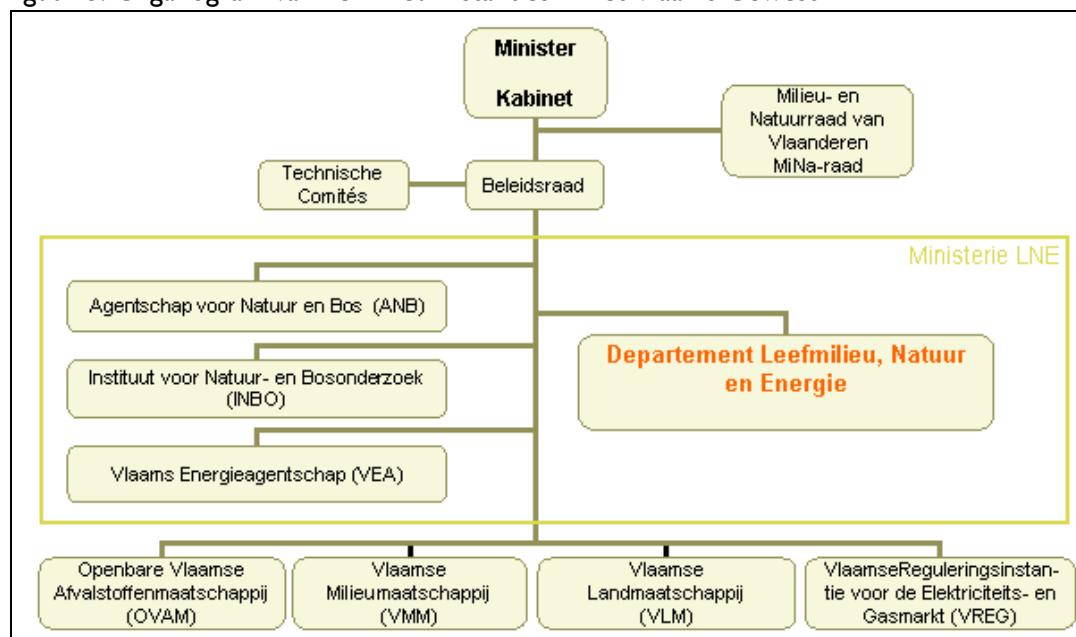 Minister
Kabinet
Milieu- en
Natuurraad van
Vlaanderen
MiNa-raad
Technische
Comités
Beleidsraad
Ministerie LNE
Agentschap voor Natuur en Bos (ANB)
Departement Leefmilieu, Natuur
en Energie
Instituut voor Natuur- en Bosonderzoek
(INBO)
Vlaams Energieagentschap (VEA)
Openbare Vlaamse
Afvalstoffenmaatschappij
(OVAM)
Vlaamse
Milieumaatschappij
(VMM)
Vlaamse
Landmaatschappij
(VLM)
VlaamseReguleringsinstan-
tie voor de Elektriciteits- en
Gasmarkt (VREG)